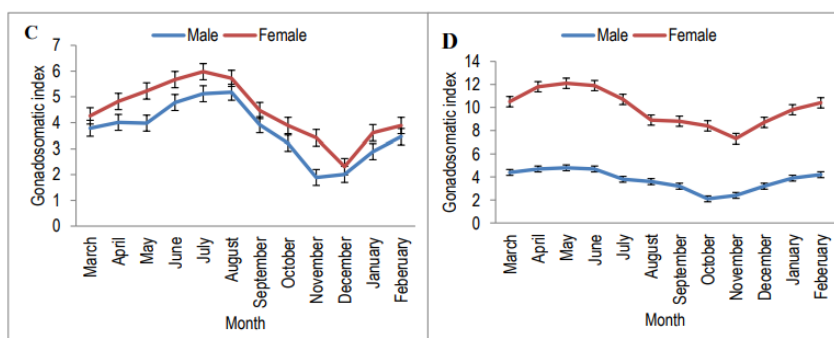 C
Male Female
Gonadosomatic index
7
6
5
4
3
2
1
0
March
April
May
June
July
August
September
October
November
December
January
Feberuary
Month
D
Male Female
Gonadosomatic index
14
12
10
8
6
4
2
0
March
April
May
June
July
August
September
October
November
December
January
Feberuary
Month